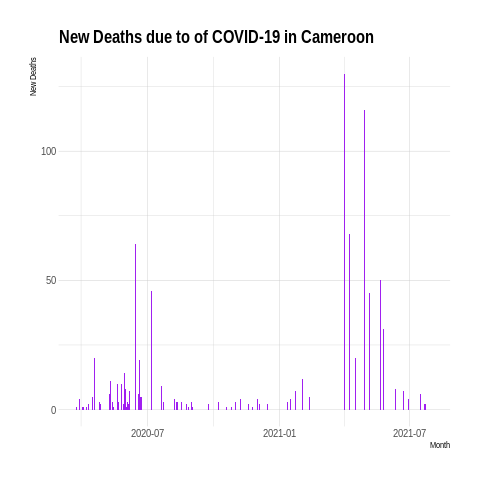 New Deaths due to of COVID-19 in Cameroon
New Deaths
100
50
0
2020-07
2021-01
2021-07
Month